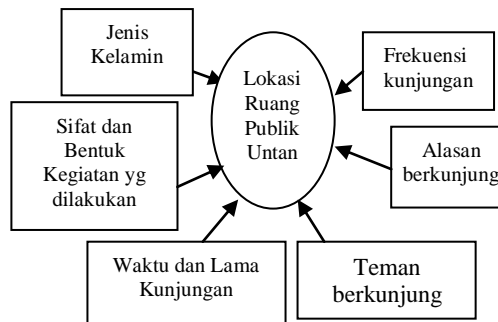 Jenis
Kelamin
Lokasi
Ruang
Publik
Untan
Frekuensi
kunjungan
Sifat dan
Bentuk
Kegiatan yg
dilakukan
Alasan
berkunjung
Waktu dan Lama
Kunjungan
Teman
berkunjung